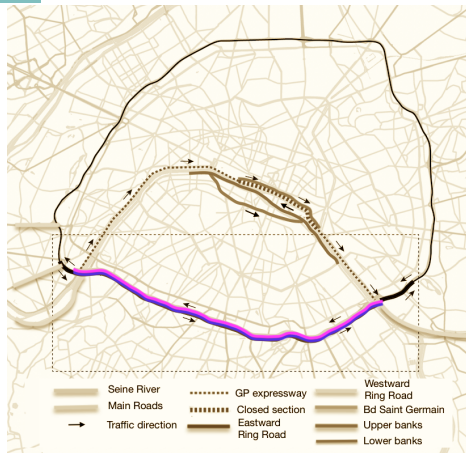 Seine River
Main Roads
Traffic direction
GP expressway
Closed section
Eastward
Ring Road
Westward
Ring Road
Bd Saint Germain
Upper banks
Lower banks